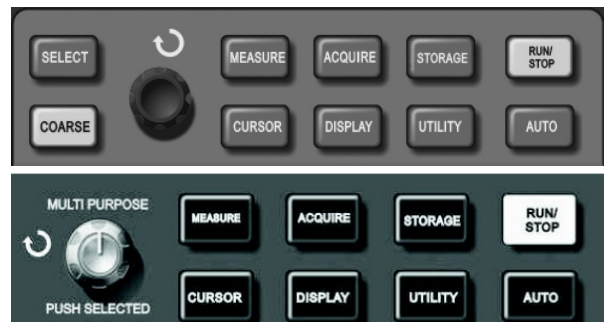 SELECT
MEASURE
ACQUIRE
STORAGE
RUN/
STOP
COARSE
CURSOR
DISPLAY
UTILITY
AUTO
MULTI PURPOSE
MEASURE
ACQUIRE
STORAGE
RUN/
STOP
PUSH SELECTED
CURSOR
DISPLAY
UTILITY
AUTO